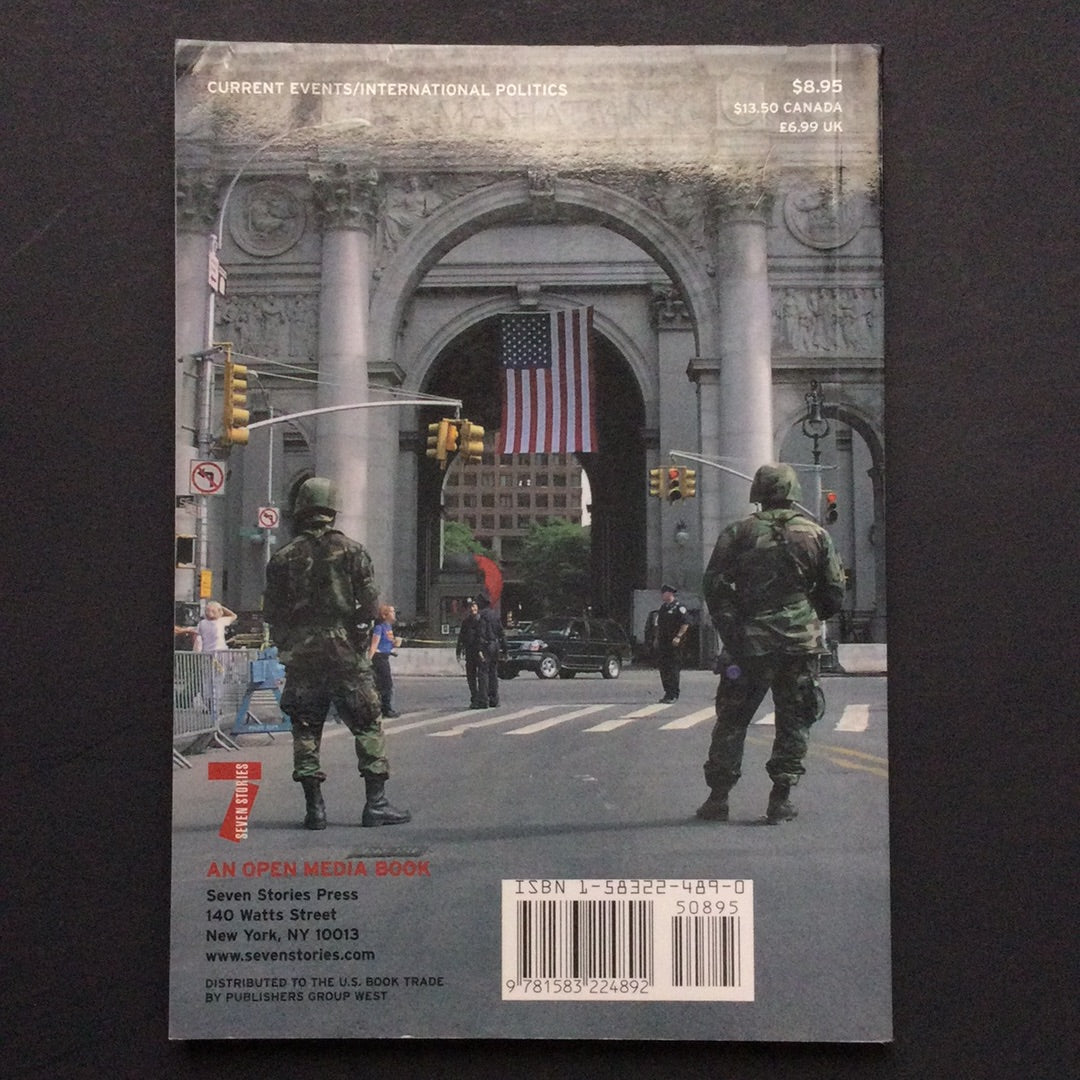 CURRENT EVENTS/INTERNATIONAL POLITICS
$8.95
$13.50 CANADA
£6.99 UK
7
SEVEN STORIES
AN OPEN MEDIA BOOK
Seven Stories Press
140 Watts Street
New York, NY 10013
www.sevenstories.com
DISTRIBUTED TO THE U.S. BOOK TRADE
BY PUBLISHERS GROUP WEST
ISBN 1-58322-489-0
50895
9 781583 224892